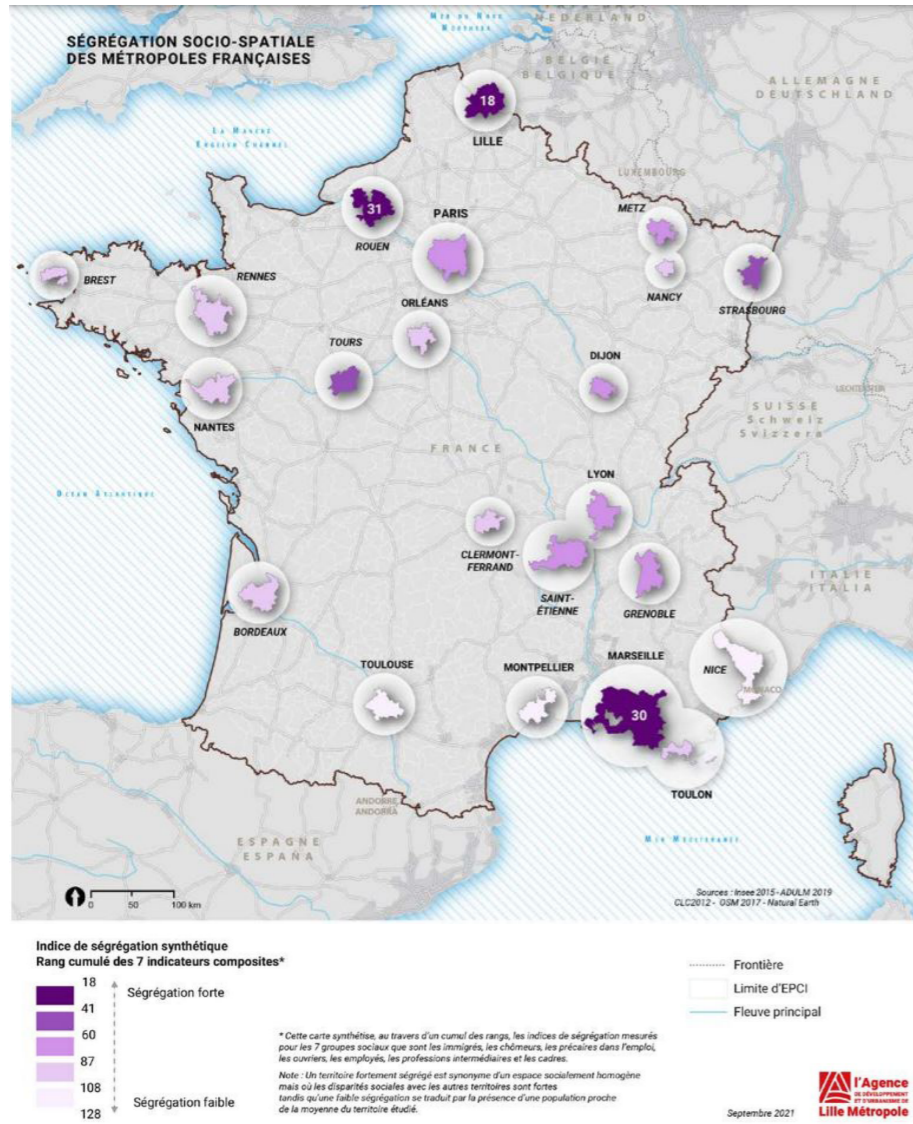 SÉGRÉGATION SOCIO-SPATIALE
DES MÉTROPOLES FRANÇAISES
MER DU NORD
NOORDZEE
NEDERLAND
BELGIË
BELGIQUE
ALLEMAGNE
DEUTSCHLAND
LA MANCHE
ENGLISH CHANNEL
18
LILLE
LUXEMBOURG
31
ROUEN
PARIS
METZ
NANCY
STRASBOURG
BREST
RENNES
ORLÉANS
TOURS
DIJON
NANTES
LIECHTENSTEIN
SUISSE
Schweiz
Svizzera
FRANCE
OCÉAN ATLANTIQUE
LYON
CLERMONT-
FERRAND
SAINT-
ÉTIENNE
GRENOBLE
ITALIE
ITALIA
BORDEAUX
TOULOUSE
MONTPELLIER
MARSEILLE
30
NICE
MONACO
TOULON
ANDORRE
ANDORRA
ESPAGNE
ESPAÑA
0 50 100 km
Sources : Insee 2015 - ADULM 2019
CLC2012 - OSM 2017 - Natural Earth
Indice de ségrégation synthétique
Rang cumulé des 7 indicateurs composites*
18
Ségrégation forte
41
60
87
108
Ségrégation faible
128
Frontière
Limite d'EPCI
Fleuve principal
* Cette carte synthétise, au travers d'un cumul des rangs, les indices de ségrégation mesurés
pour les 7 groupes sociaux que sont les immigrés, les chômeurs, les précaires dans l'emploi,
les ouvriers, les employés, les professions intermédiaires et les cadres.
Note : Un territoire fortement ségrégé est synonyme d'un espace socialement homogène
mais où les disparités sociales avec les autres territoires sont fortes
tandis qu'une faible ségrégation se traduit par la présence d'une population proche
de la moyenne du territoire étudié.
Septembre 2021
l'Agence
DE DÉVELOPPEMENT
ET D'URBANISME DE
Lille Métropole